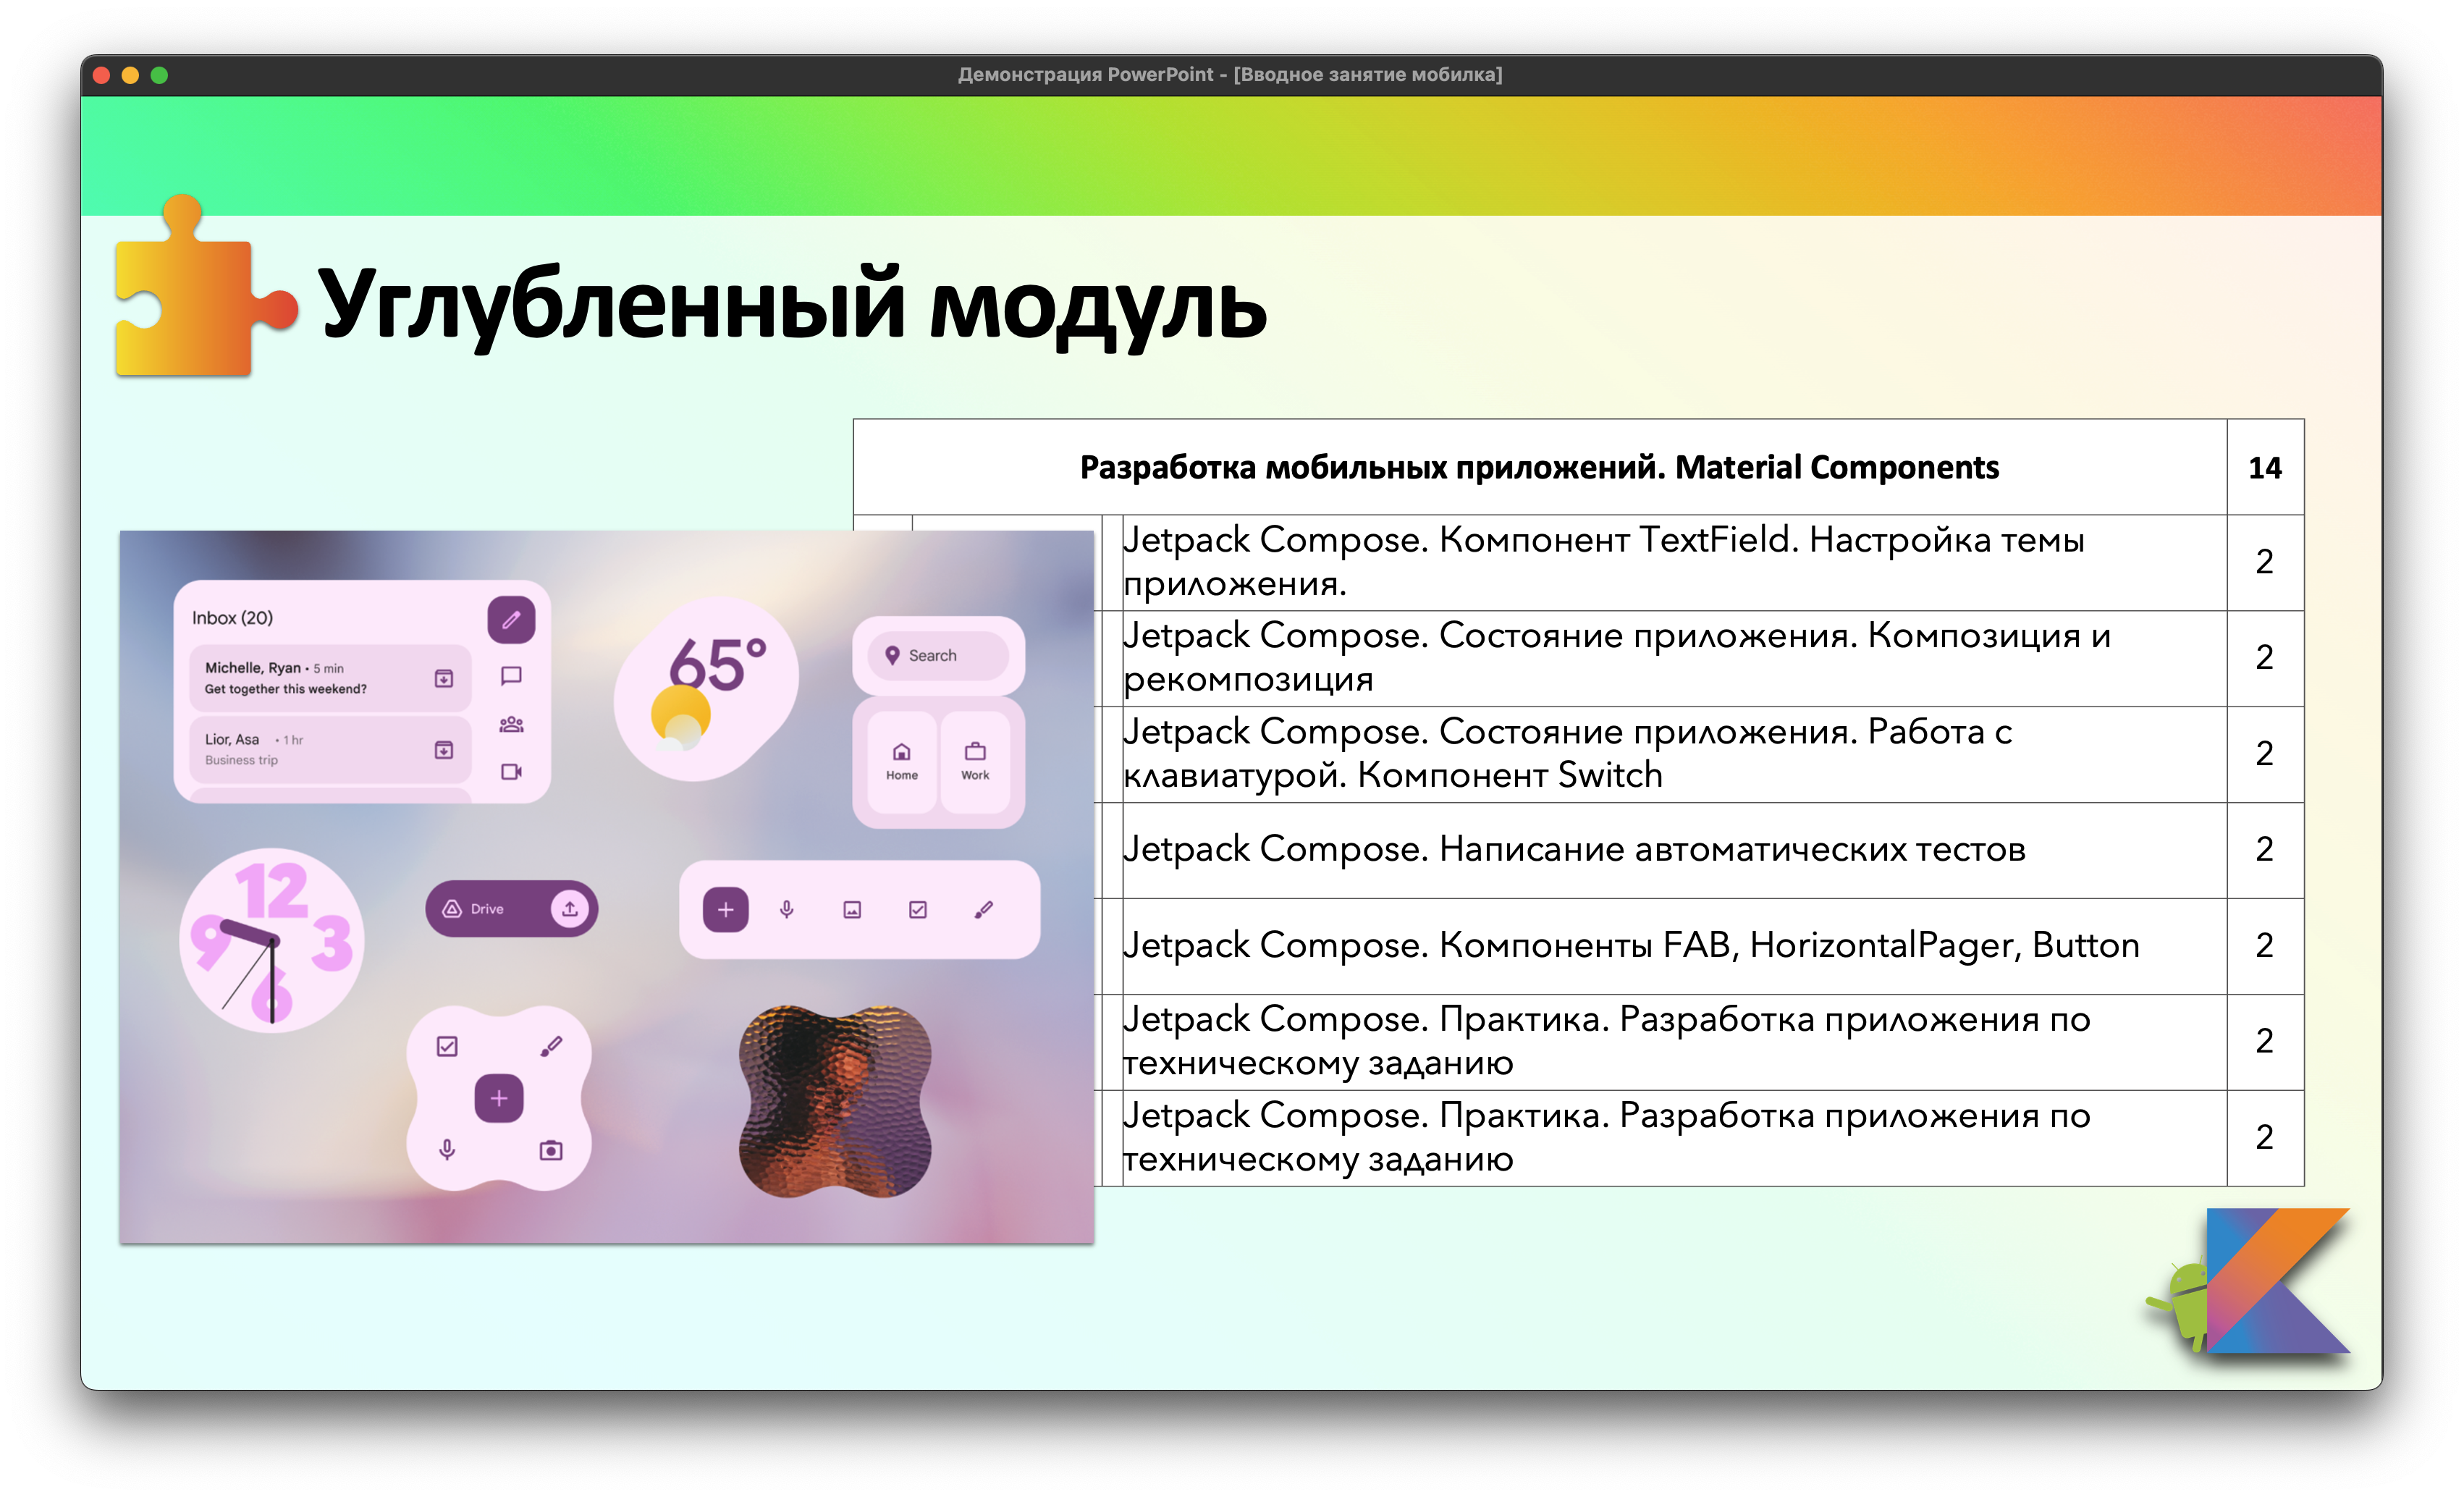 Демонстрация PowerPoint - [Вводное занятие мобилка]
Углубленный модуль
Разработка мобильных приложений. Material Components 14
Jetpack Compose. Компонент TextField. Настройка темы
приложения.
2
Jetpack Compose. Состояние приложения. Композиция и
рекомпозиция
2
Jetpack Compose. Состояние приложения. Работа с
клавиатурой. Компонент Switch
2
Jetpack Compose. Написание автоматических тестов 2
Jetpack Compose. Компоненты FAB, HorizontalPager, Button 2
Jetpack Compose. Практика. Разработка приложения по
техническому заданию
2
Jetpack Compose. Практика. Разработка приложения по
техническому заданию
2
Inbox (20)
Michelle, Ryan • 5 min
Get together this weekend?
Lior, Asa • 1 hr
Business trip
65°
Search
Home
Work
12
3
6
9
Drive